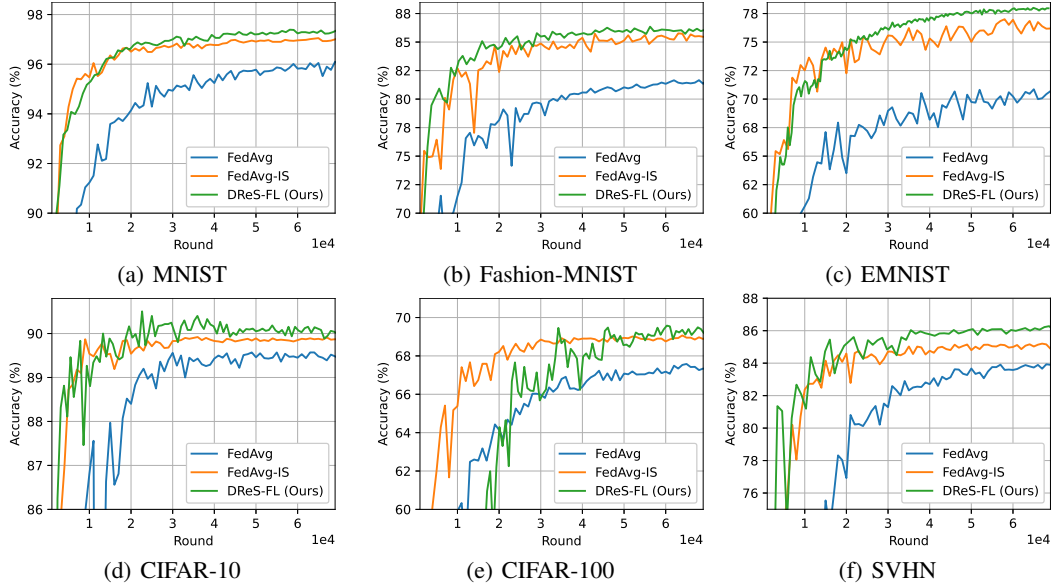 98
96
94
92
90
Accuracy (%)
FedAvg
FedAvg-IS
DReS-FL (Ours)
1 2 3 4 5 6
Round
1e4
(a) MNIST
88
85
82
80
78
75
72
70
Accuracy (%)
FedAvg
FedAvg-IS
DReS-FL (Ours)
1 2 3 4 5 6
Round
1e4
(b) Fashion-MNIST
78
75
72
70
68
65
62
60
Accuracy (%)
FedAvg
FedAvg-IS
DReS-FL (Ours)
1 2 3 4 5 6
Round
1e4
(c) EMNIST
90
89
88
87
86
Accuracy (%)
FedAvg
FedAvg-IS
DReS-FL (Ours)
1 2 3 4 5 6
Round
1e4
(d) CIFAR-10
70
68
66
64
62
60
Accuracy (%)
FedAvg
FedAvg-IS
DReS-FL (Ours)
1 2 3 4 5 6
Round
1e4
(e) CIFAR-100
88
86
84
82
80
78
76
Accuracy (%)
FedAvg
FedAvg-IS
DReS-FL (Ours)
1 2 3 4 5 6
Round
1e4
(f) SVHN